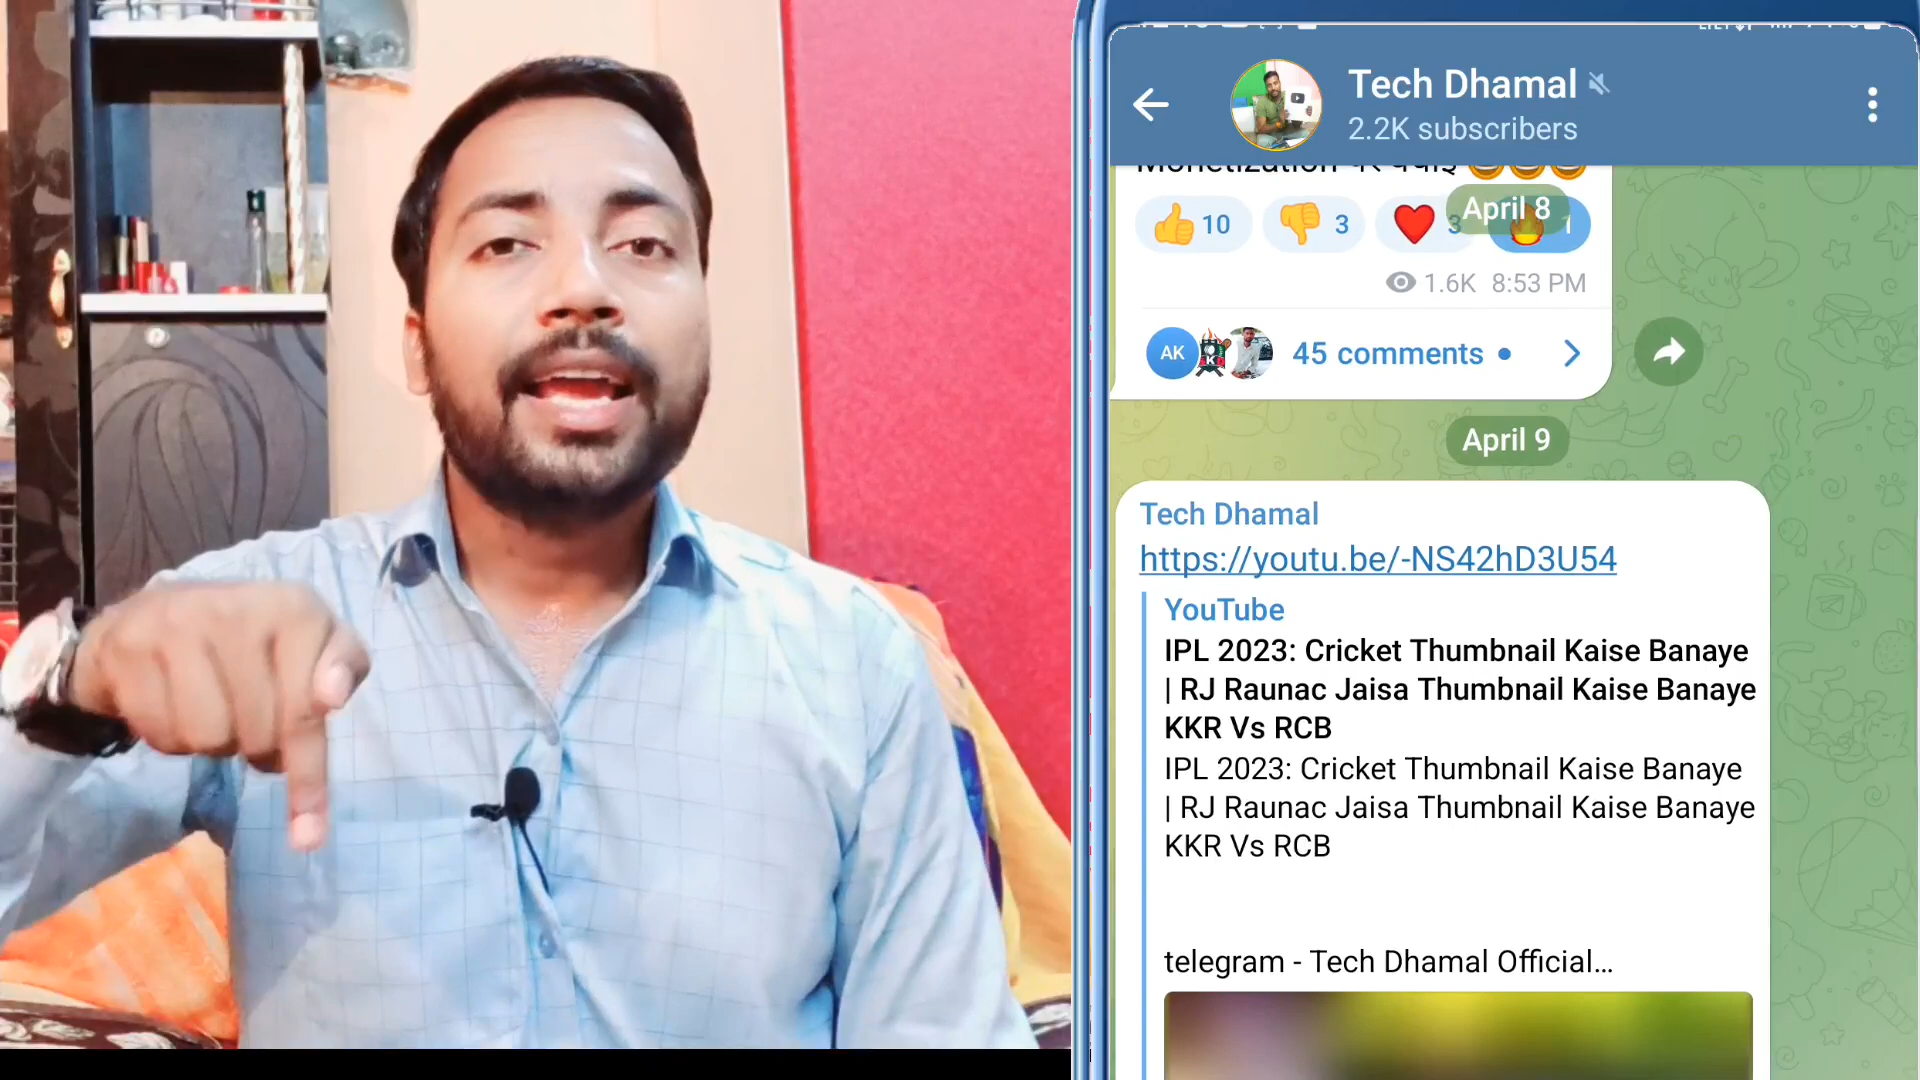 Tech Dhamal
2.2K subscribers
Monetization
10
3
3
1
April 8
1.6K 8:53 PM
AK
K
45 comments
April 9
Tech Dhamal
https://youtu.be/-NS42hD3U54
YouTube
IPL 2023: Cricket Thumbnail Kaise Banaye
| RJ Raunac Jaisa Thumbnail Kaise Banaye
KKR Vs RCB
IPL 2023: Cricket Thumbnail Kaise Banaye
| RJ Raunac Jaisa Thumbnail Kaise Banaye
KKR Vs RCB
telegram - Tech Dhamal Official...